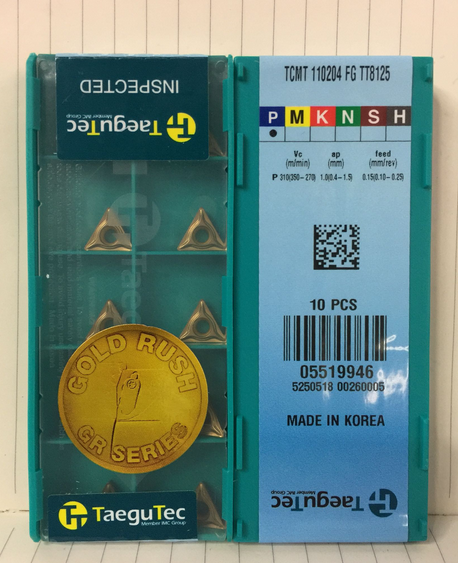 INSPECTED
TaeguTec
Member IMC Group
GOLD RUSH
GR SERIES
TaeguTec
Member IMC Group
TCMT 110204 FG TT8125
P M K N S H
Vc ap feed
(m/min) (mm) (mm/rev)
P 310(350-270) 1.0(0.4-1.5) 0.15(0.10-0.25)
10 PCS
05519946
5250518 00260005
MADE IN KOREA
TaeguTec
Member IMC Group